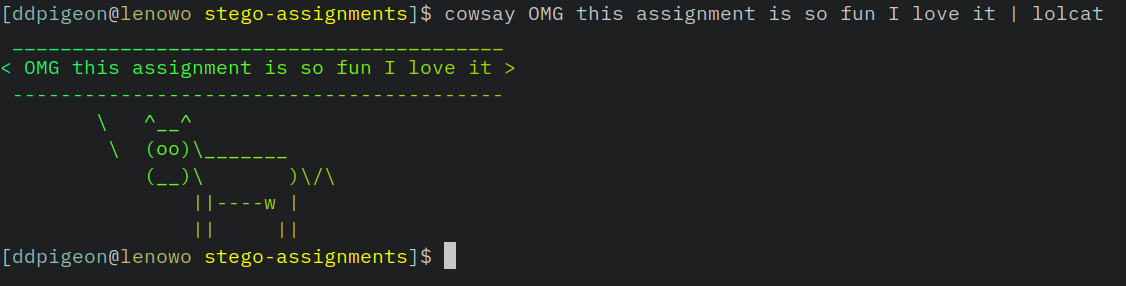 [ddpigeon@lenowo stego-assignments]$ cowsay OMG this assignment is so fun I love it | lolcat
 _________________________________________
< OMG this assignment is so fun I love it >
 -----------------------------------------
        \   ^__^
         \  (oo)\_______
            (__)\       )\/\
                ||----w |
                ||     ||
[ddpigeon@lenowo stego-assignments]$